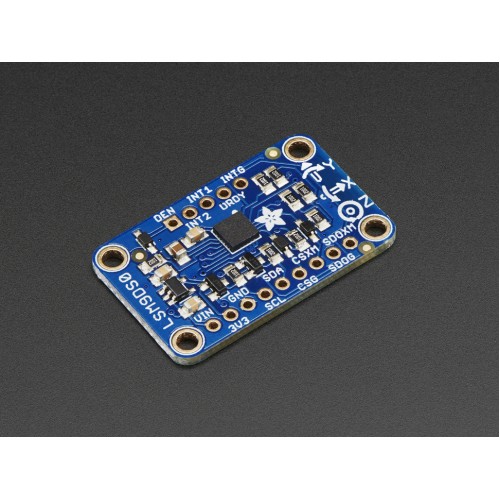 DEN
INT1
INTG
INT2
DRDY
Y
X
Z
LSM9DS0
VIN
3V3
GND
SCL
SDA
CSG
CSXM
SDOG
SDOXM